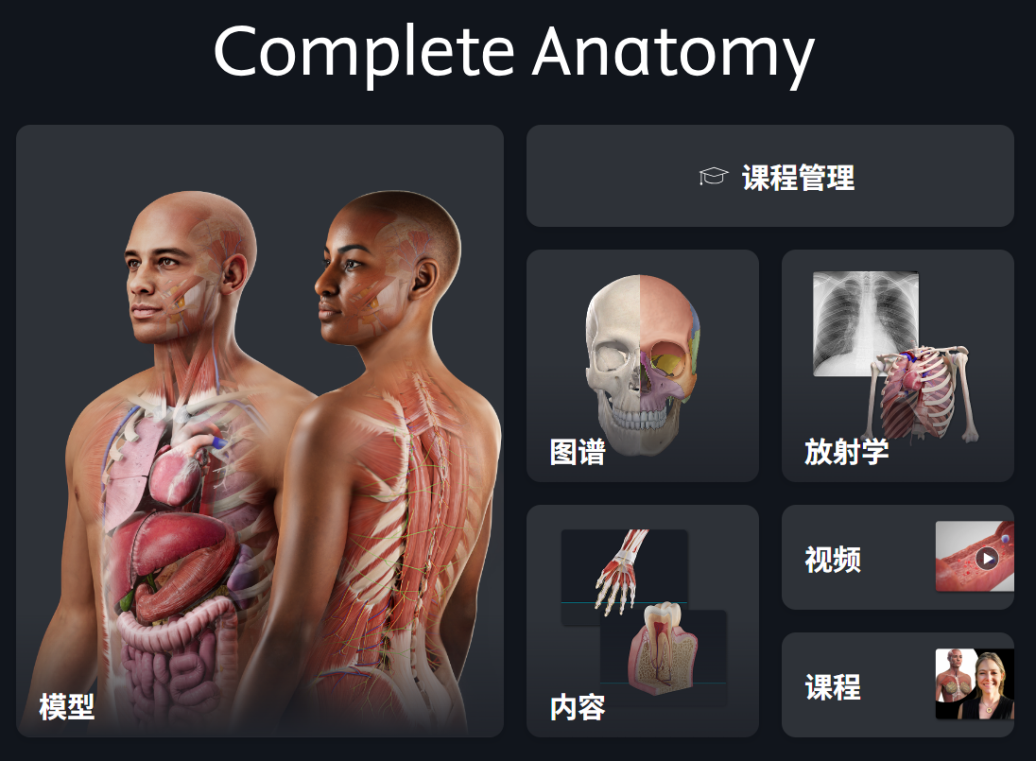 Complete Anatomy
课程管理
图谱
放射学
视频
课程
模型
内容